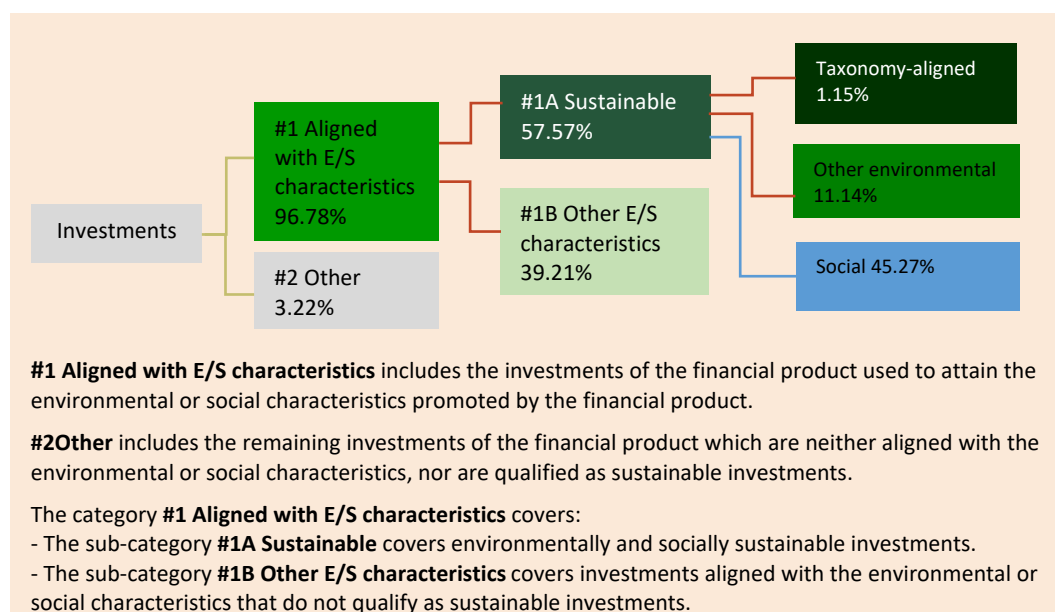 Investments
#1 Aligned
with E/S
characteristics
96.78%
#2 Other
3.22%
#1A Sustainable
57.57%
#1B Other E/S
characteristics
39.21%
Taxonomy-aligned
1.15%
Other environmental
11.14%
Social 45.27%
#1 Aligned with E/S characteristics includes the investments of the financial product used to attain the
environmental or social characteristics promoted by the financial product.
#2Other includes the remaining investments of the financial product which are neither aligned with the
environmental or social characteristics, nor are qualified as sustainable investments.
The category #1 Aligned with E/S characteristics covers:
- The sub-category #1A Sustainable covers environmentally and socially sustainable investments.
- The sub-category #1B Other E/S characteristics covers investments aligned with the environmental or
social characteristics that do not qualify as sustainable investments.